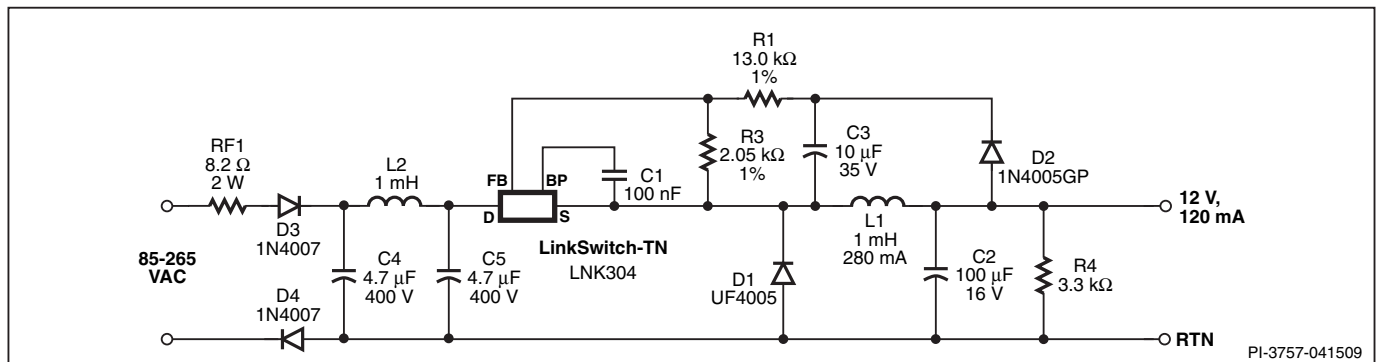 R1
13.0 kΩ
1%
RF1
8.2 Ω
2 W
L2
1 mH
FB
BP
D
S
C1
100 nF
R3
2.05 kΩ
1%
C3
10 μF
35 V
D2
1N4005GP
12 V,
120 mA
D3
1N4007
85-265
VAC
C4
4.7 μF
400 V
C5
4.7 μF
400 V
LinkSwitch-TN
LNK304
D1
UF4005
L1
1 mH
280 mA
C2
100 μF
16 V
R4
3.3 kΩ
D4
1N4007
RTN
PI-3757-041509